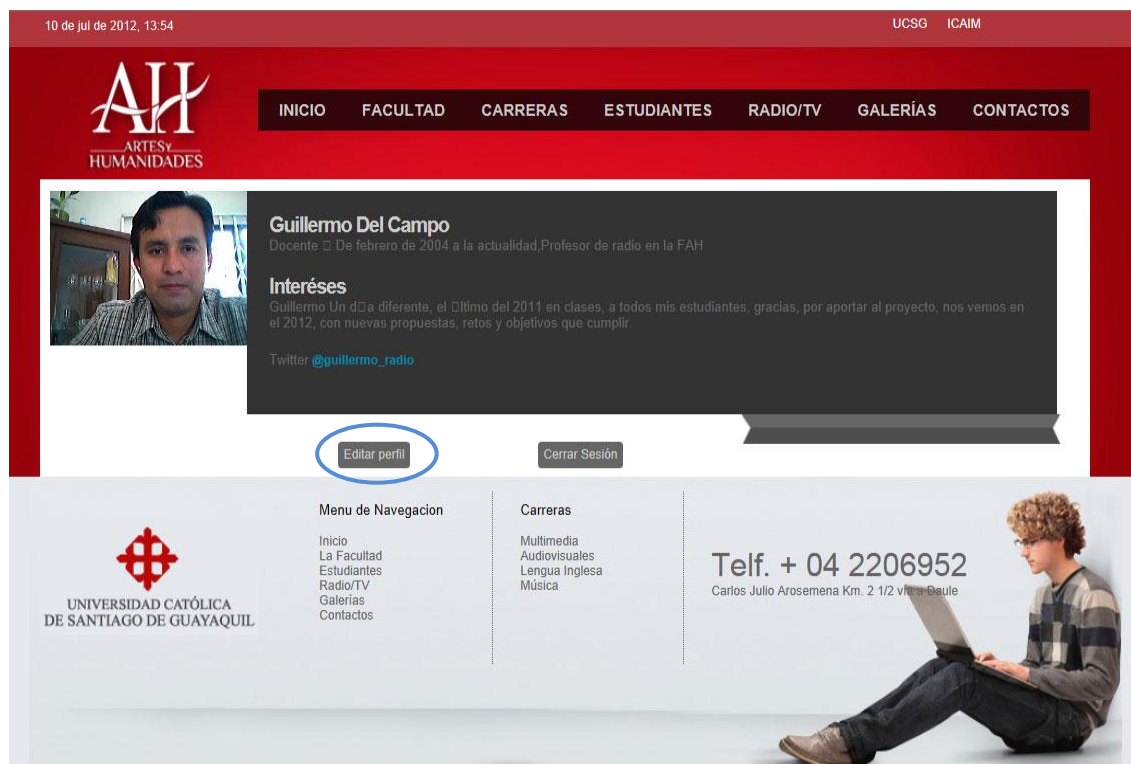 10 de jul de 2012, 13:54
UCSG ICAIM
AH
ARTES Y
HUMANIDADES
INICIO FACULTAD CARRERAS ESTUDIANTES RADIO/TV GALERÍAS CONTACTOS
Guillermo Del Campo
Docente □ De febrero de 2004 a la actualidad,Profesor de radio en la FAH
Interéses
Guillermo Un d□a diferente, el □ltimo del 2011 en clases, a todos mis estudiantes, gracias, por aportar al proyecto, nos vemos en
el 2012, con nuevas propuestas, retos y objetivos que cumplir.
Twitter @guillermo_radio
Editar perfil
Cerrar Sesión
UNIVERSIDAD CATÓLICA
DE SANTIAGO DE GUAYAQUIL
Menu de Navegacion
Inicio
La Facultad
Estudiantes
Radio/TV
Galerías
Contactos
Carreras
Multimedia
Audiovisuales
Lengua Inglesa
Música
Telf. + 04 2206952
Carlos Julio Arosemena Km. 2 1/2 vía a Daule